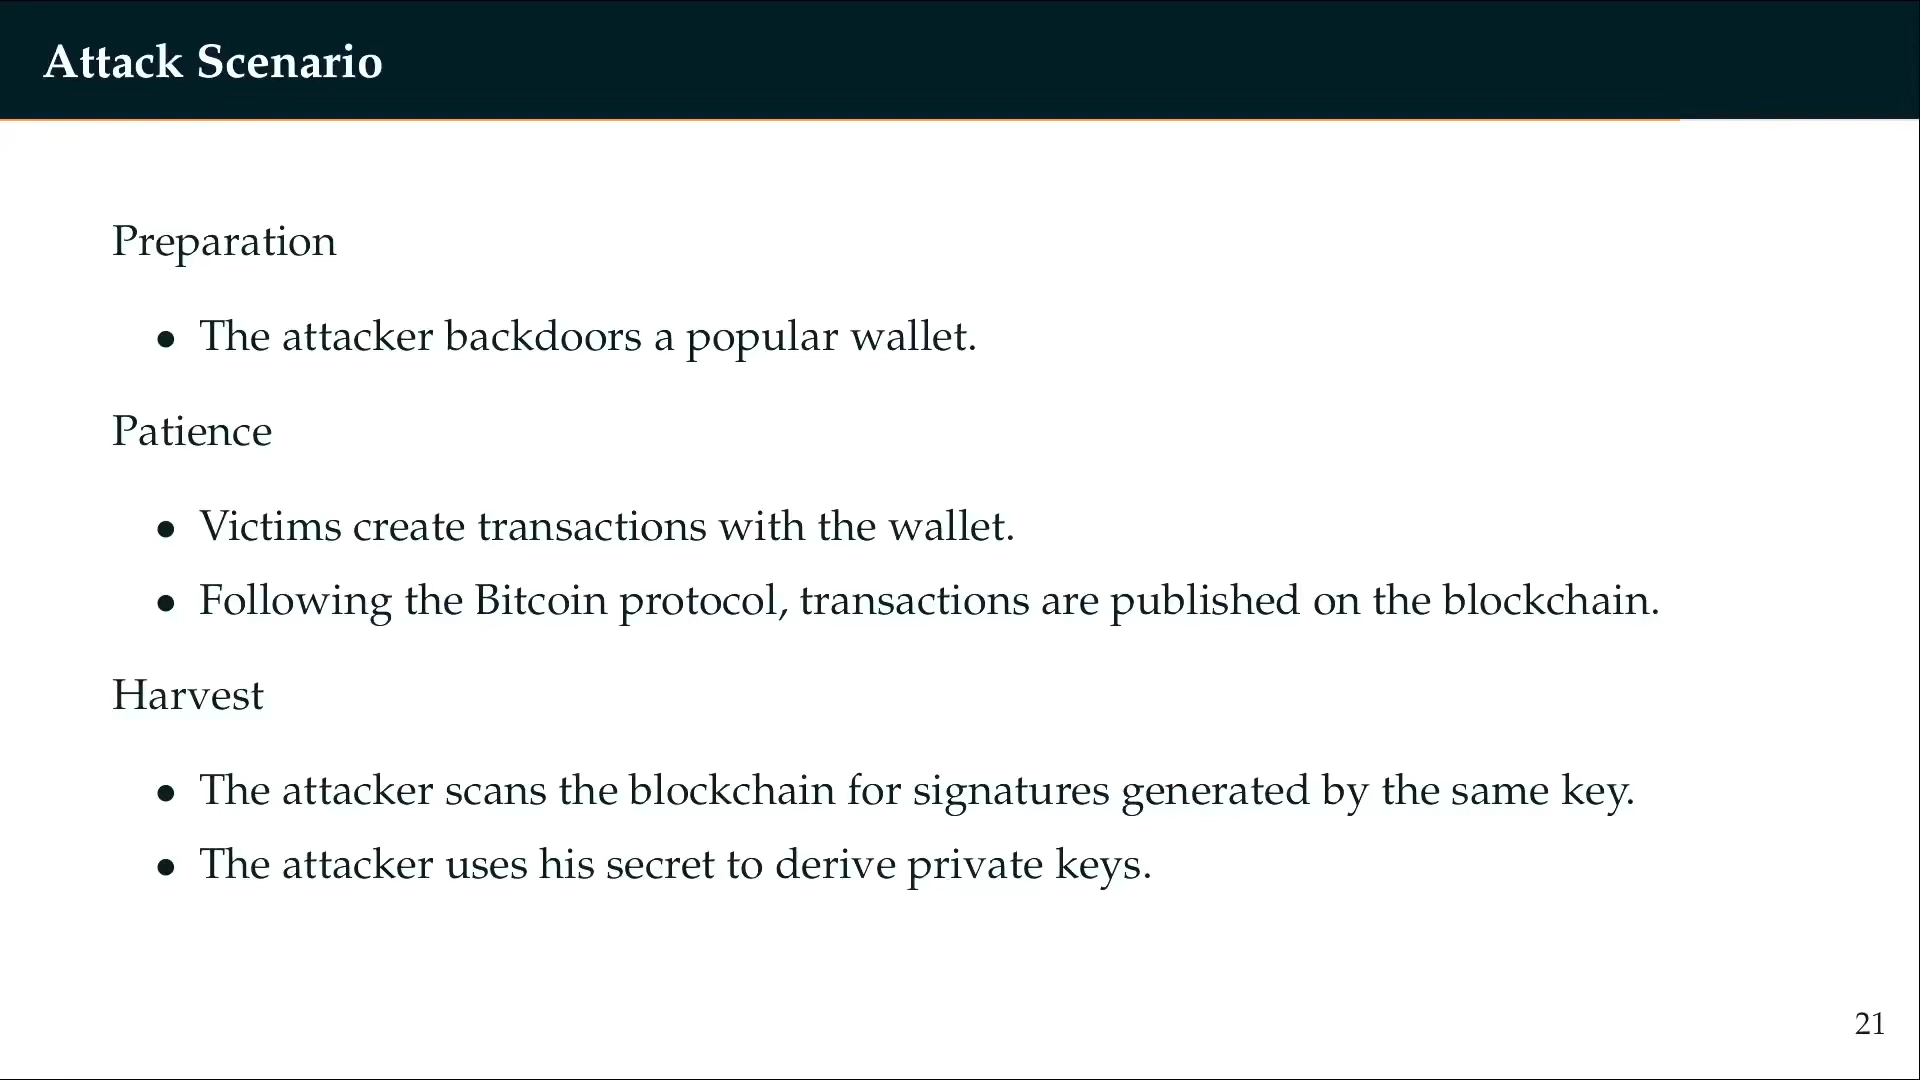 Attack Scenario
Preparation
• The attacker backdoors a popular wallet.
Patience
• Victims create transactions with the wallet.
• Following the Bitcoin protocol, transactions are published on the blockchain.
Harvest
• The attacker scans the blockchain for signatures generated by the same key.
• The attacker uses his secret to derive private keys.
21